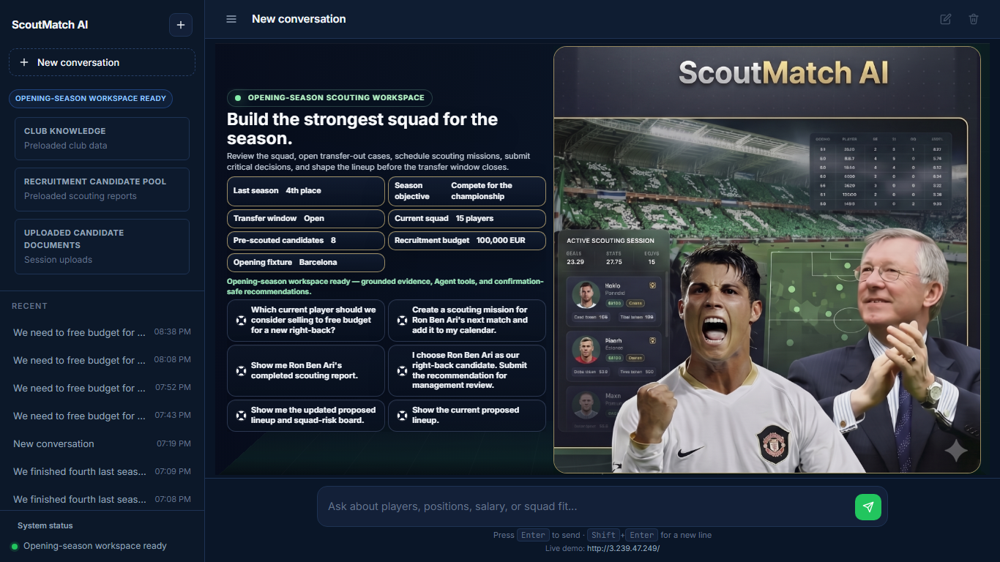 ScoutMatch AI
+
+ New conversation
OPENING-SEASON WORKSPACE READY
CLUB KNOWLEDGE
Preloaded club data
RECRUITMENT CANDIDATE POOL
Preloaded scouting reports
UPLOADED CANDIDATE
DOCUMENTS
Session uploads
RECENT
We need to free budget for ... 08:38 PM
We need to free budget for ... 08:08 PM
We need to free budget for ... 07:52 PM
We need to free budget for ... 07:43 PM
New conversation 07:19 PM
We finished fourth last seas... 07:09 PM
We finished fourth last seas... 07:08 PM
System status
Opening-season workspace ready
New conversation
OPENING-SEASON SCOUTING WORKSPACE
Build the strongest squad for the
season.
Review the squad, open transfer-out cases, schedule scouting missions, submit
critical decisions, and shape the lineup before the transfer window closes.
Last season 4th place
Season
objective
Compete for the
championship
Transfer window Open
Current squad 15 players
Pre-scouted candidates 8
Recruitment budget 100,000 EUR
Opening fixture Barcelona
Opening-season workspace ready — grounded evidence, Agent tools, and confirmation-
safe recommendations.
Which current player should we
consider selling to free budget
for a new right-back?
Create a scouting mission for
Ron Ben Ari's next match and
add it to my calendar.
Show me Ron Ben Ari's
completed scouting report.
I choose Ron Ben Ari as our
right-back candidate. Submit
the recommendation for
management review.
Show me the updated proposed
lineup and squad-risk board.
Show the current proposed
lineup.
ScoutMatch AI
PLAYER
ACTIVE SCOUTING SESSION
STATS
23.29 27.75 15
Haklo
€8100
Piaarh
Maxn
Ask about players, positions, salary, or squad fit...
Press Enter to send · Shift+Enter for a new line
Live demo: http://3.239.47.249/